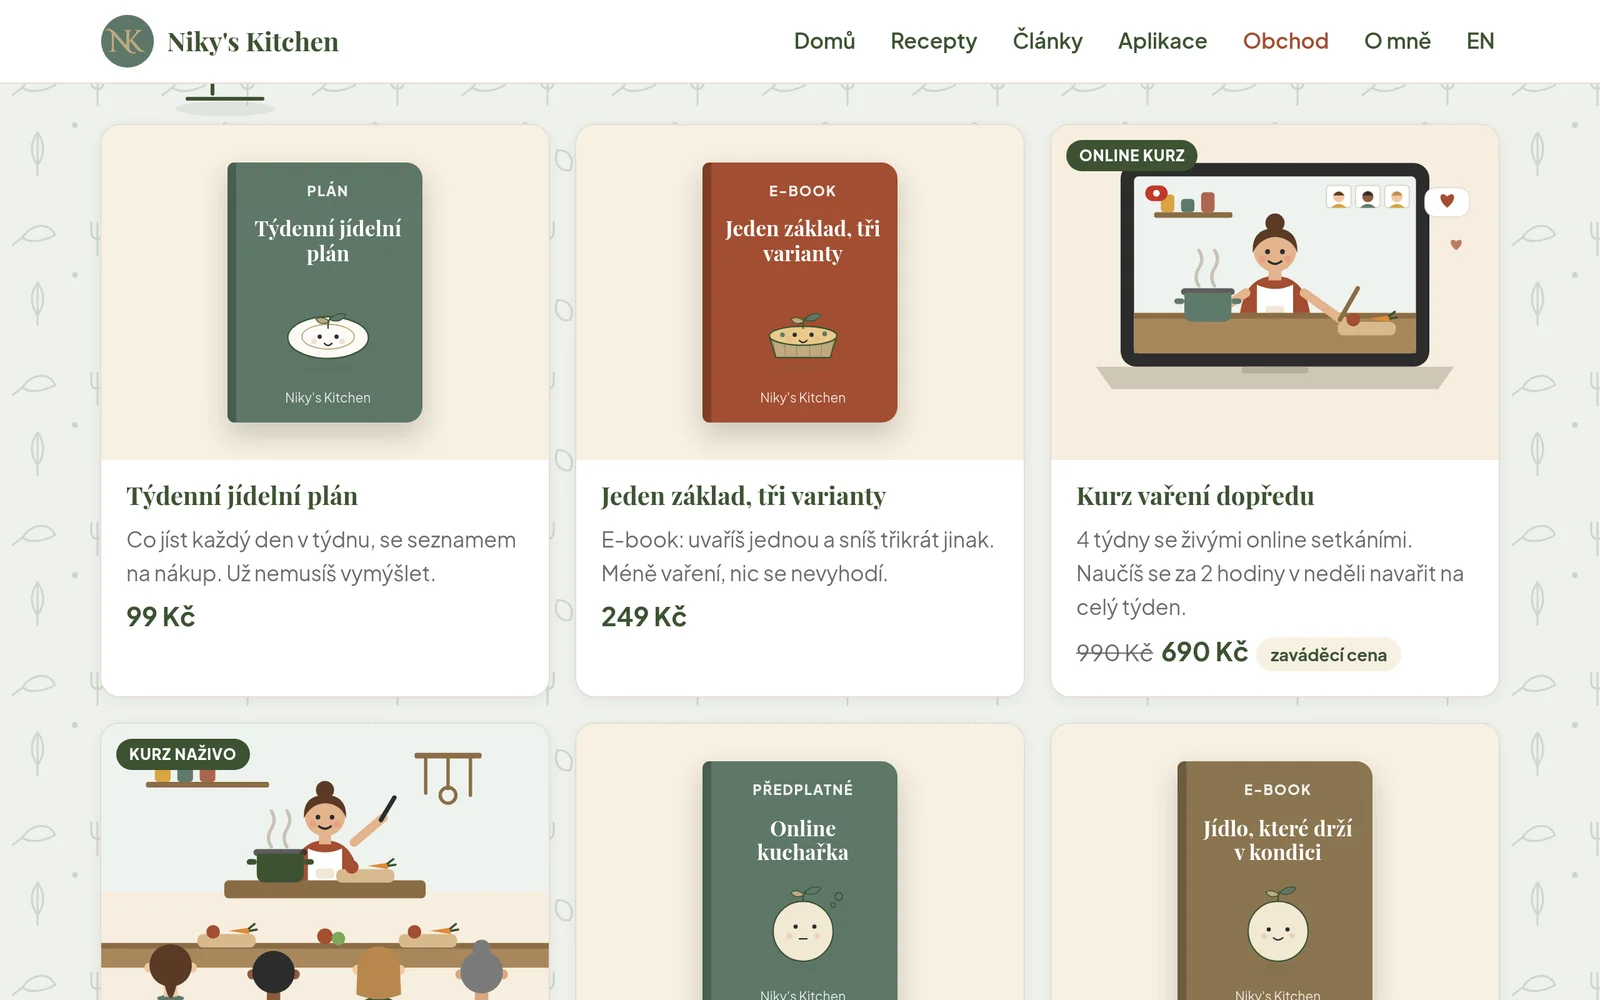 NK Niky's Kitchen
Domů Recepty Články Aplikace Obchod O mně EN
PLÁN
Týdenní jídelní
plán
Niky's Kitchen
Týdenní jídelní plán
Co jíst každý den v týdnu, se seznamem
na nákup. Už nemusíš vymýšlet.
99 Kč
E-BOOK
Jeden základ, tři
varianty
Niky's Kitchen
Jeden základ, tři varianty
E-book: uvaříš jednou a sníš třikrát jinak.
Méně vaření, nic se nevyhodí.
249 Kč
ONLINE KURZ
Kurz vaření dopředu
4 týdny se živými online setkáními.
Naučíš se za 2 hodiny v neděli navařit na
celý týden.
990 Kč 690 Kč zaváděcí cena
KURZ NAŽIVO
PŘEDPLATNÉ
Online
kuchařka
Niky's Kitchen
E-BOOK
Jídlo, které drží
v kondici
Niky's Kitchen